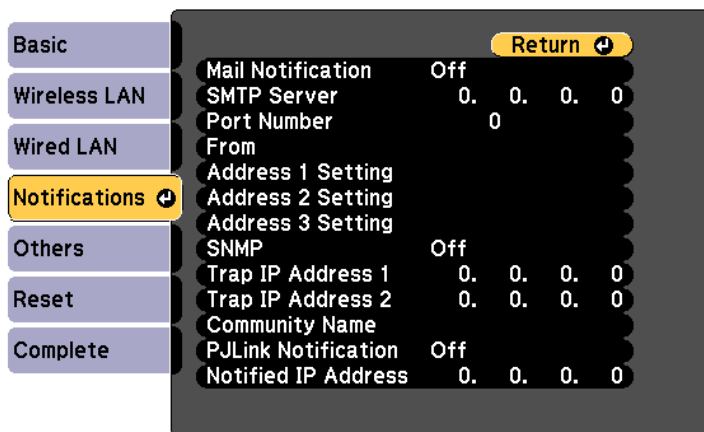 Basic
Wireless LAN
Wired LAN
Notifications
Others
Reset
Complete
Return
Mail Notification Off
SMTP Server 0. 0. 0. 0
Port Number 0
From
Address 1 Setting
Address 2 Setting
Address 3 Setting
SNMP Off
Trap IP Address 1 0. 0. 0. 0
Trap IP Address 2 0. 0. 0. 0
Community Name
PJLink Notification Off
Notified IP Address 0. 0. 0. 0